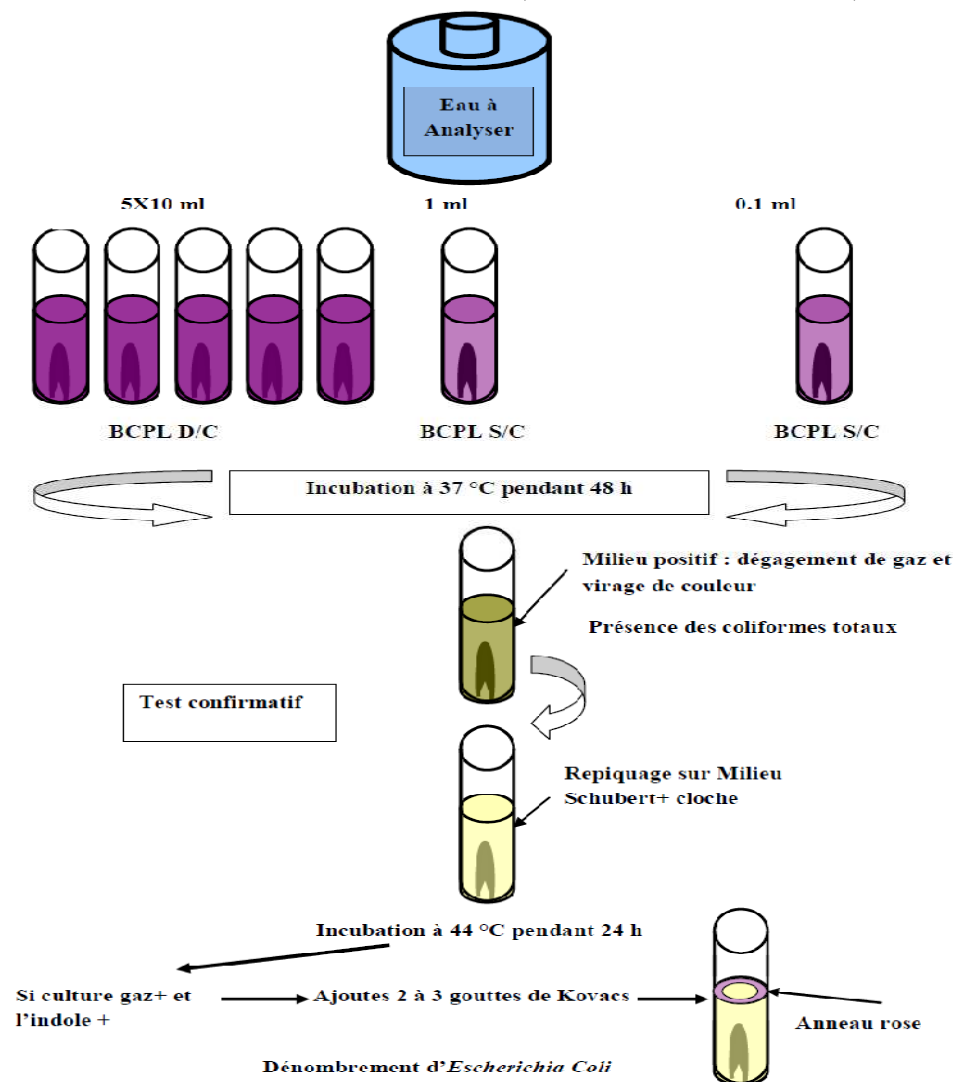 Eau à
Analyser
5X10 ml
1 ml
0.1 ml
BCPL D/C
BCPL S/C
BCPL S/C
Incubation à 37 °C pendant 48 h
Milieu positif : dégagement de gaz et
virage de couleur
Présence des coliformes totaux
Test confirmatif
Repiquage sur Milieu
Schubert+ cloche
Incubation à 44 °C pendant 24 h
Si culture gaz+ et
l’indole +
Ajoutes 2 à 3 gouttes de Kovacs
Anneau rose
Dénombrement d’Escherichia Coli